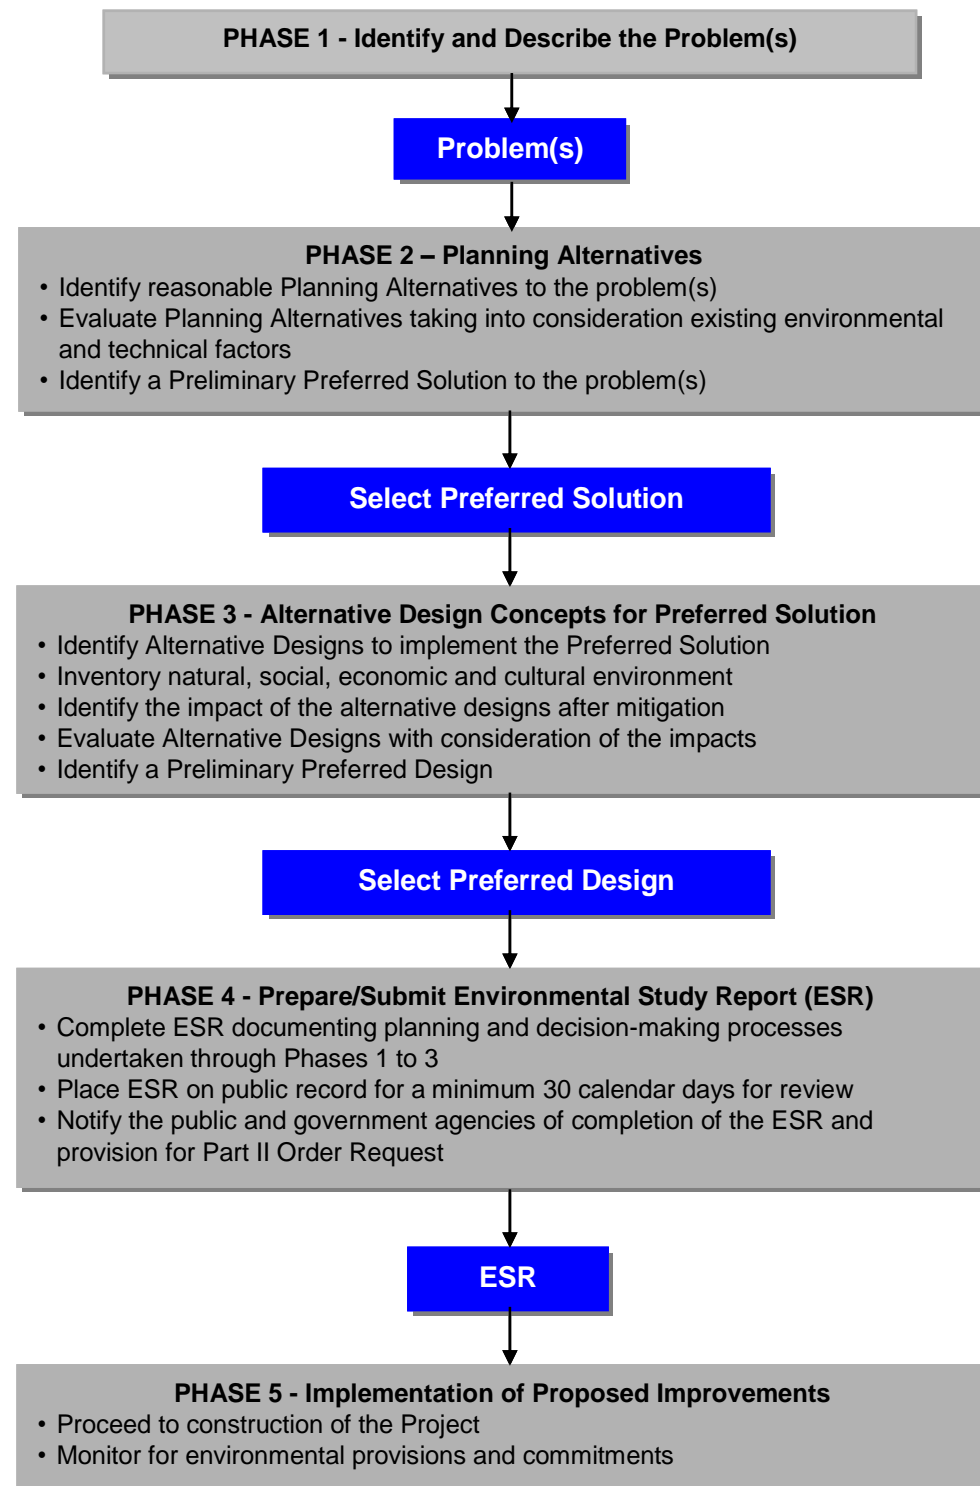 PHASE 1 - Identify and Describe the Problem(s)
Problem(s)
PHASE 2 – Planning Alternatives
• Identify reasonable Planning Alternatives to the problem(s)
• Evaluate Planning Alternatives taking into consideration existing environmental
and technical factors
• Identify a Preliminary Preferred Solution to the problem(s)
Select Preferred Solution
PHASE 3 - Alternative Design Concepts for Preferred Solution
• Identify Alternative Designs to implement the Preferred Solution
• Inventory natural, social, economic and cultural environment
• Identify the impact of the alternative designs after mitigation
• Evaluate Alternative Designs with consideration of the impacts
• Identify a Preliminary Preferred Design
Select Preferred Design
PHASE 4 - Prepare/Submit Environmental Study Report (ESR)
• Complete ESR documenting planning and decision-making processes
undertaken through Phases 1 to 3
• Place ESR on public record for a minimum 30 calendar days for review
• Notify the public and government agencies of completion of the ESR and
provision for Part II Order Request
ESR
PHASE 5 - Implementation of Proposed Improvements
• Proceed to construction of the Project
• Monitor for environmental provisions and commitments